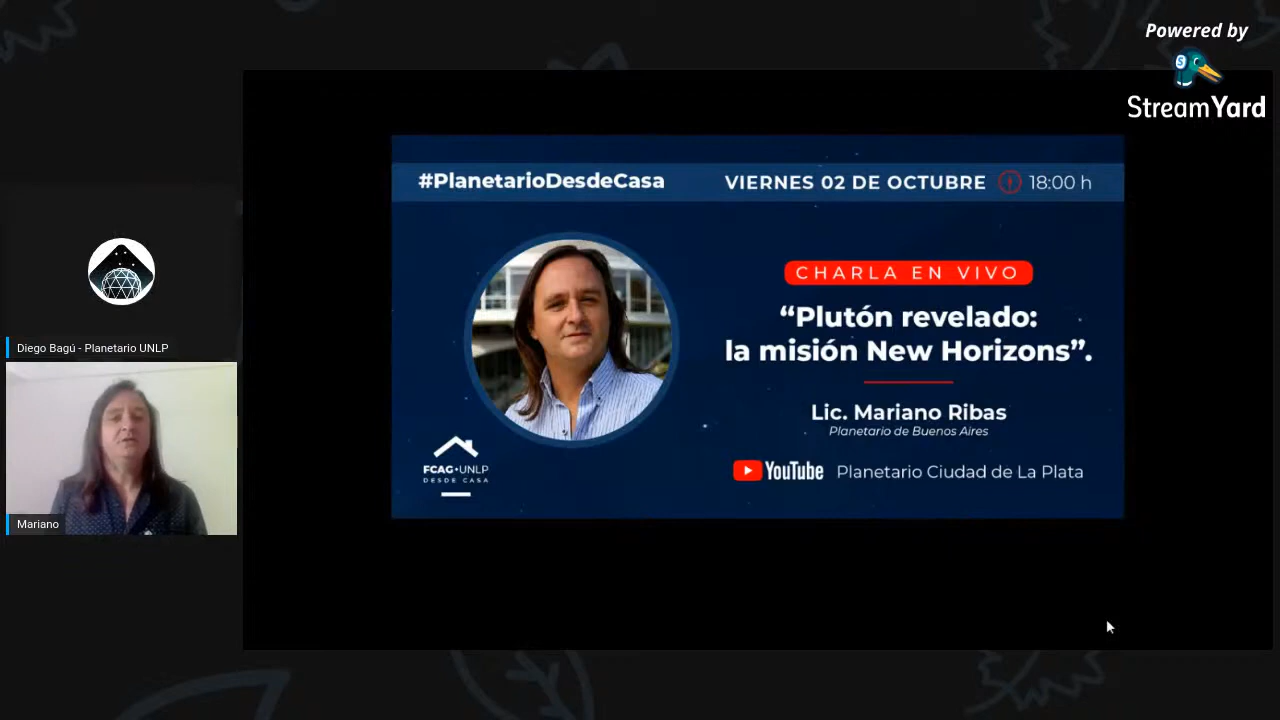 Powered by
StreamYard
#PlanetarioDesdeCasa
VIERNES 02 DE OCTUBRE 18:00 h
CHARLA EN VIVO
“Plutón revelado:
la misión New Horizons”.
Lic. Mariano Ribas
Planetario de Buenos Aires
YouTube Planetario Ciudad de La Plata
FCAG•UNLP
DESDE CASA
Diego Bagú - Planetario UNLP
Mariano